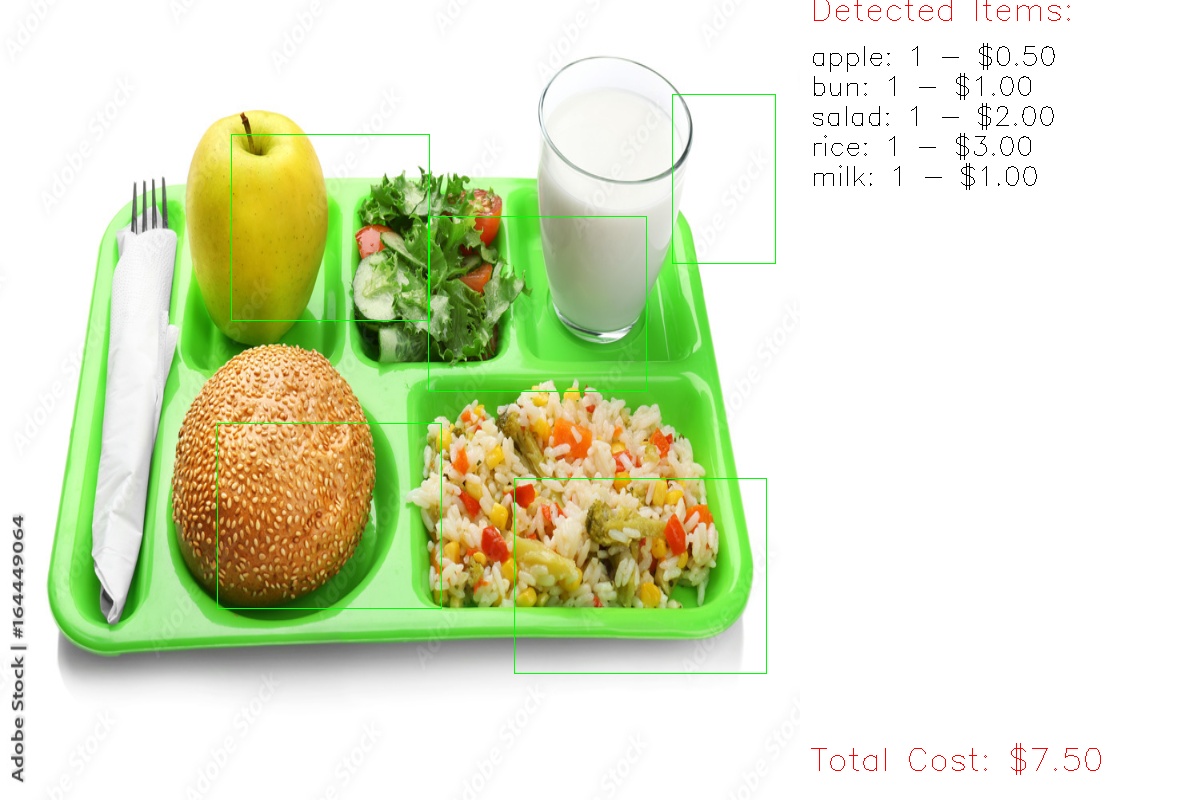 Detected Items:
apple: 1 - $0.50
bun: 1 - $1.00
salad: 1 - $2.00
rice: 1 - $3.00
milk: 1 - $1.00
Total Cost: $7.50
Adobe Stock | #164449064